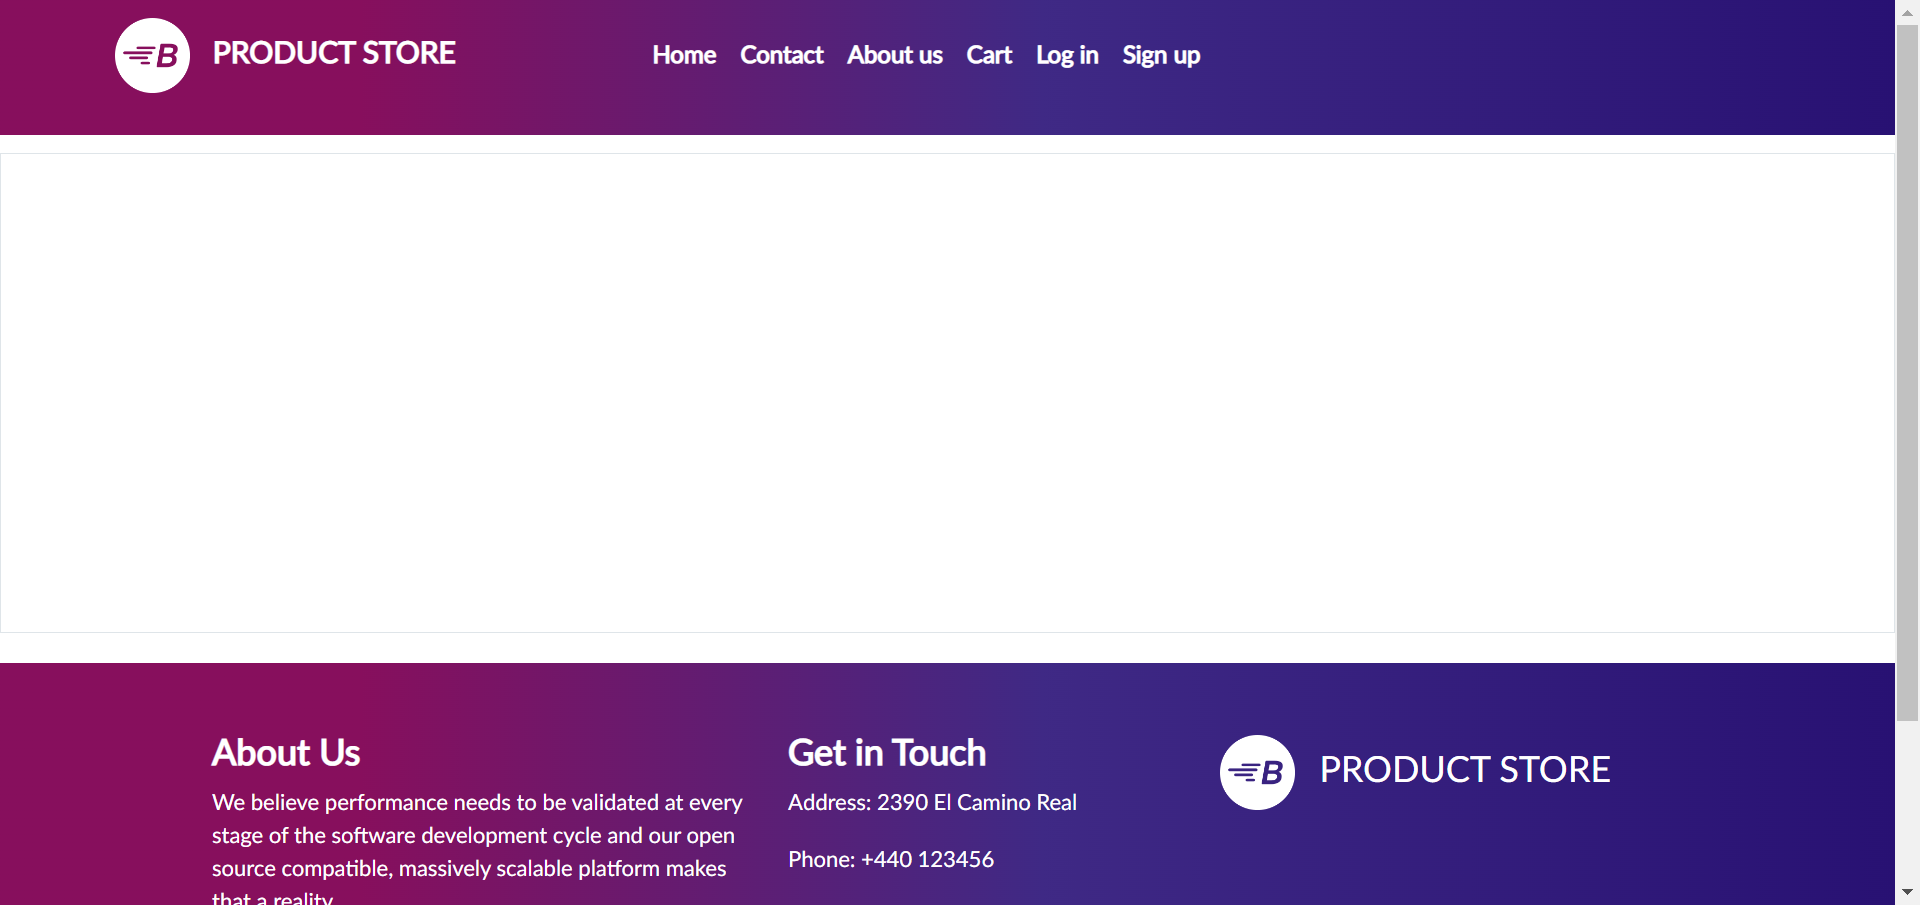 B PRODUCT STORE Home Contact About us Cart Log in Sign up
About Us
We believe performance needs to be validated at every
stage of the software development cycle and our open
source compatible, massively scalable platform makes
that a reality.
Get in Touch
Address: 2390 El Camino Real
Phone: +440 123456
B PRODUCT STORE